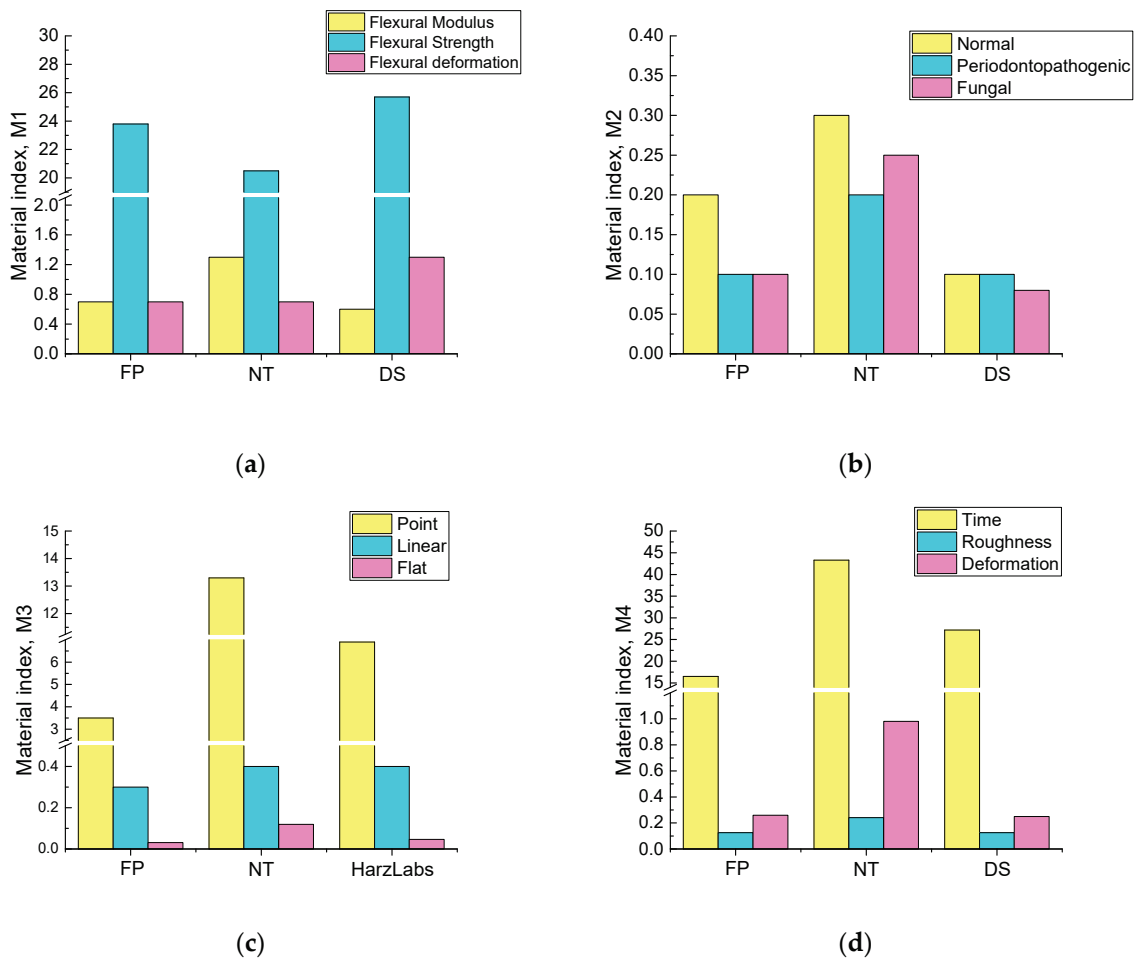 Flexural Modulus
Flexural Strength
Flexural deformation
30
28
26
24
22
20
2.0
1.6
1.2
0.8
0.4
0.0
Material index, M1
FP NT DS
(a)
Normal
Periodontopathogenic
Fungal
0.40
0.35
0.30
0.25
0.20
0.15
0.10
0.05
0.00
Material index, M2
FP NT DS
(b)
Point
Linear
Flat
15
14
13
12
6
5
4
3
0.4
0.2
0.0
Material index, M3
FP NT HarzLabs
(c)
Time
Roughness
Deformation
50
45
40
35
30
25
20
15
1.0
0.8
0.6
0.4
0.2
0.0
Material index, M4
FP NT DS
(d)